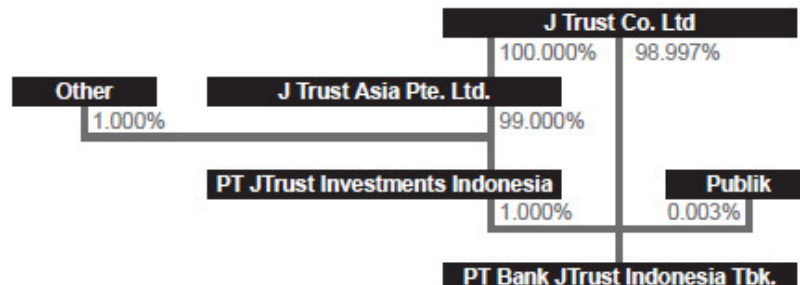 J Trust Co. Ltd
100.000% 98.997%
Other J Trust Asia Pte. Ltd.
1.000% 99.000%
PT JTrust Investments Indonesia Publik
1.000% 0.003%
PT Bank JTrust Indonesia Tbk.